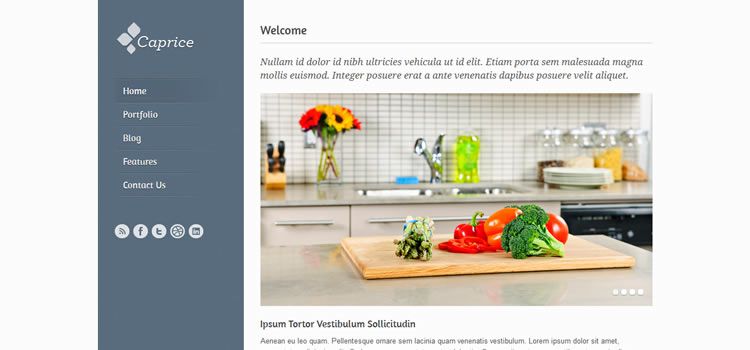 Caprice
Home
Portfolio
Blog
Features
Contact Us
Welcome
Nullam id dolor id nibh ultricies vehicula ut id elit. Etiam porta sem malesuada magna
mollis euismod. Integer posuere erat a ante venenatis dapibus posuere velit aliquet.
Ipsum Tortor Vestibulum Sollicitudin
Aenean eu leo quam. Pellentesque ornare sem lacinia quam venenatis vestibulum. Lorem ipsum dolor sit amet,